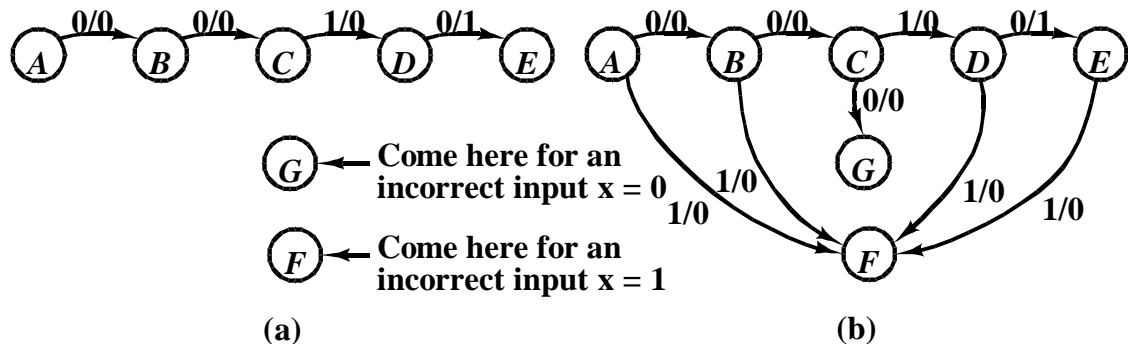 0/0 0/0 1/0 0/1
A B C D E
G
Come here for an
incorrect input x = 0
F
Come here for an
incorrect input x = 1
(a)
0/0 0/0 1/0 0/1
A B C D E
0/0
G
1/0 1/0 1/0 1/0
F
(b)